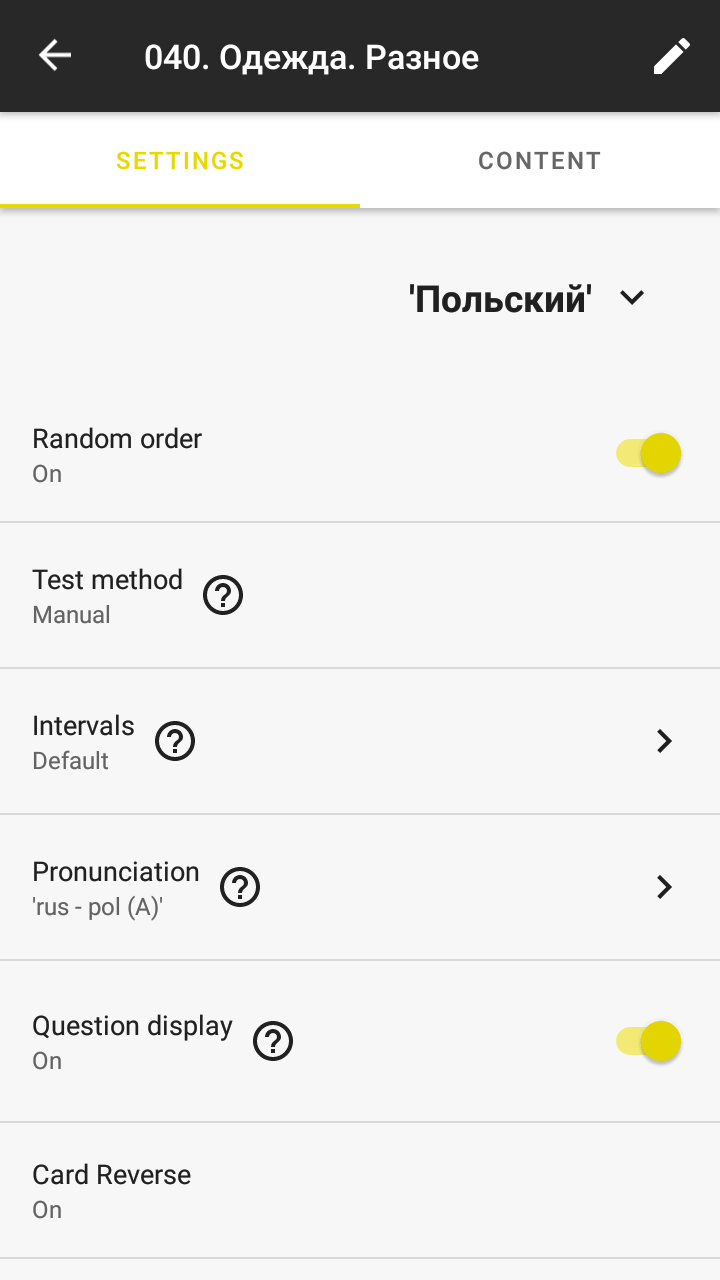 040. Одежда. Разное
SETTINGS
CONTENT
'Польский'
Random order
On
Test method
Manual
Intervals
Default
Pronunciation
'rus - pol (A)'
Question display
On
Card Reverse
On